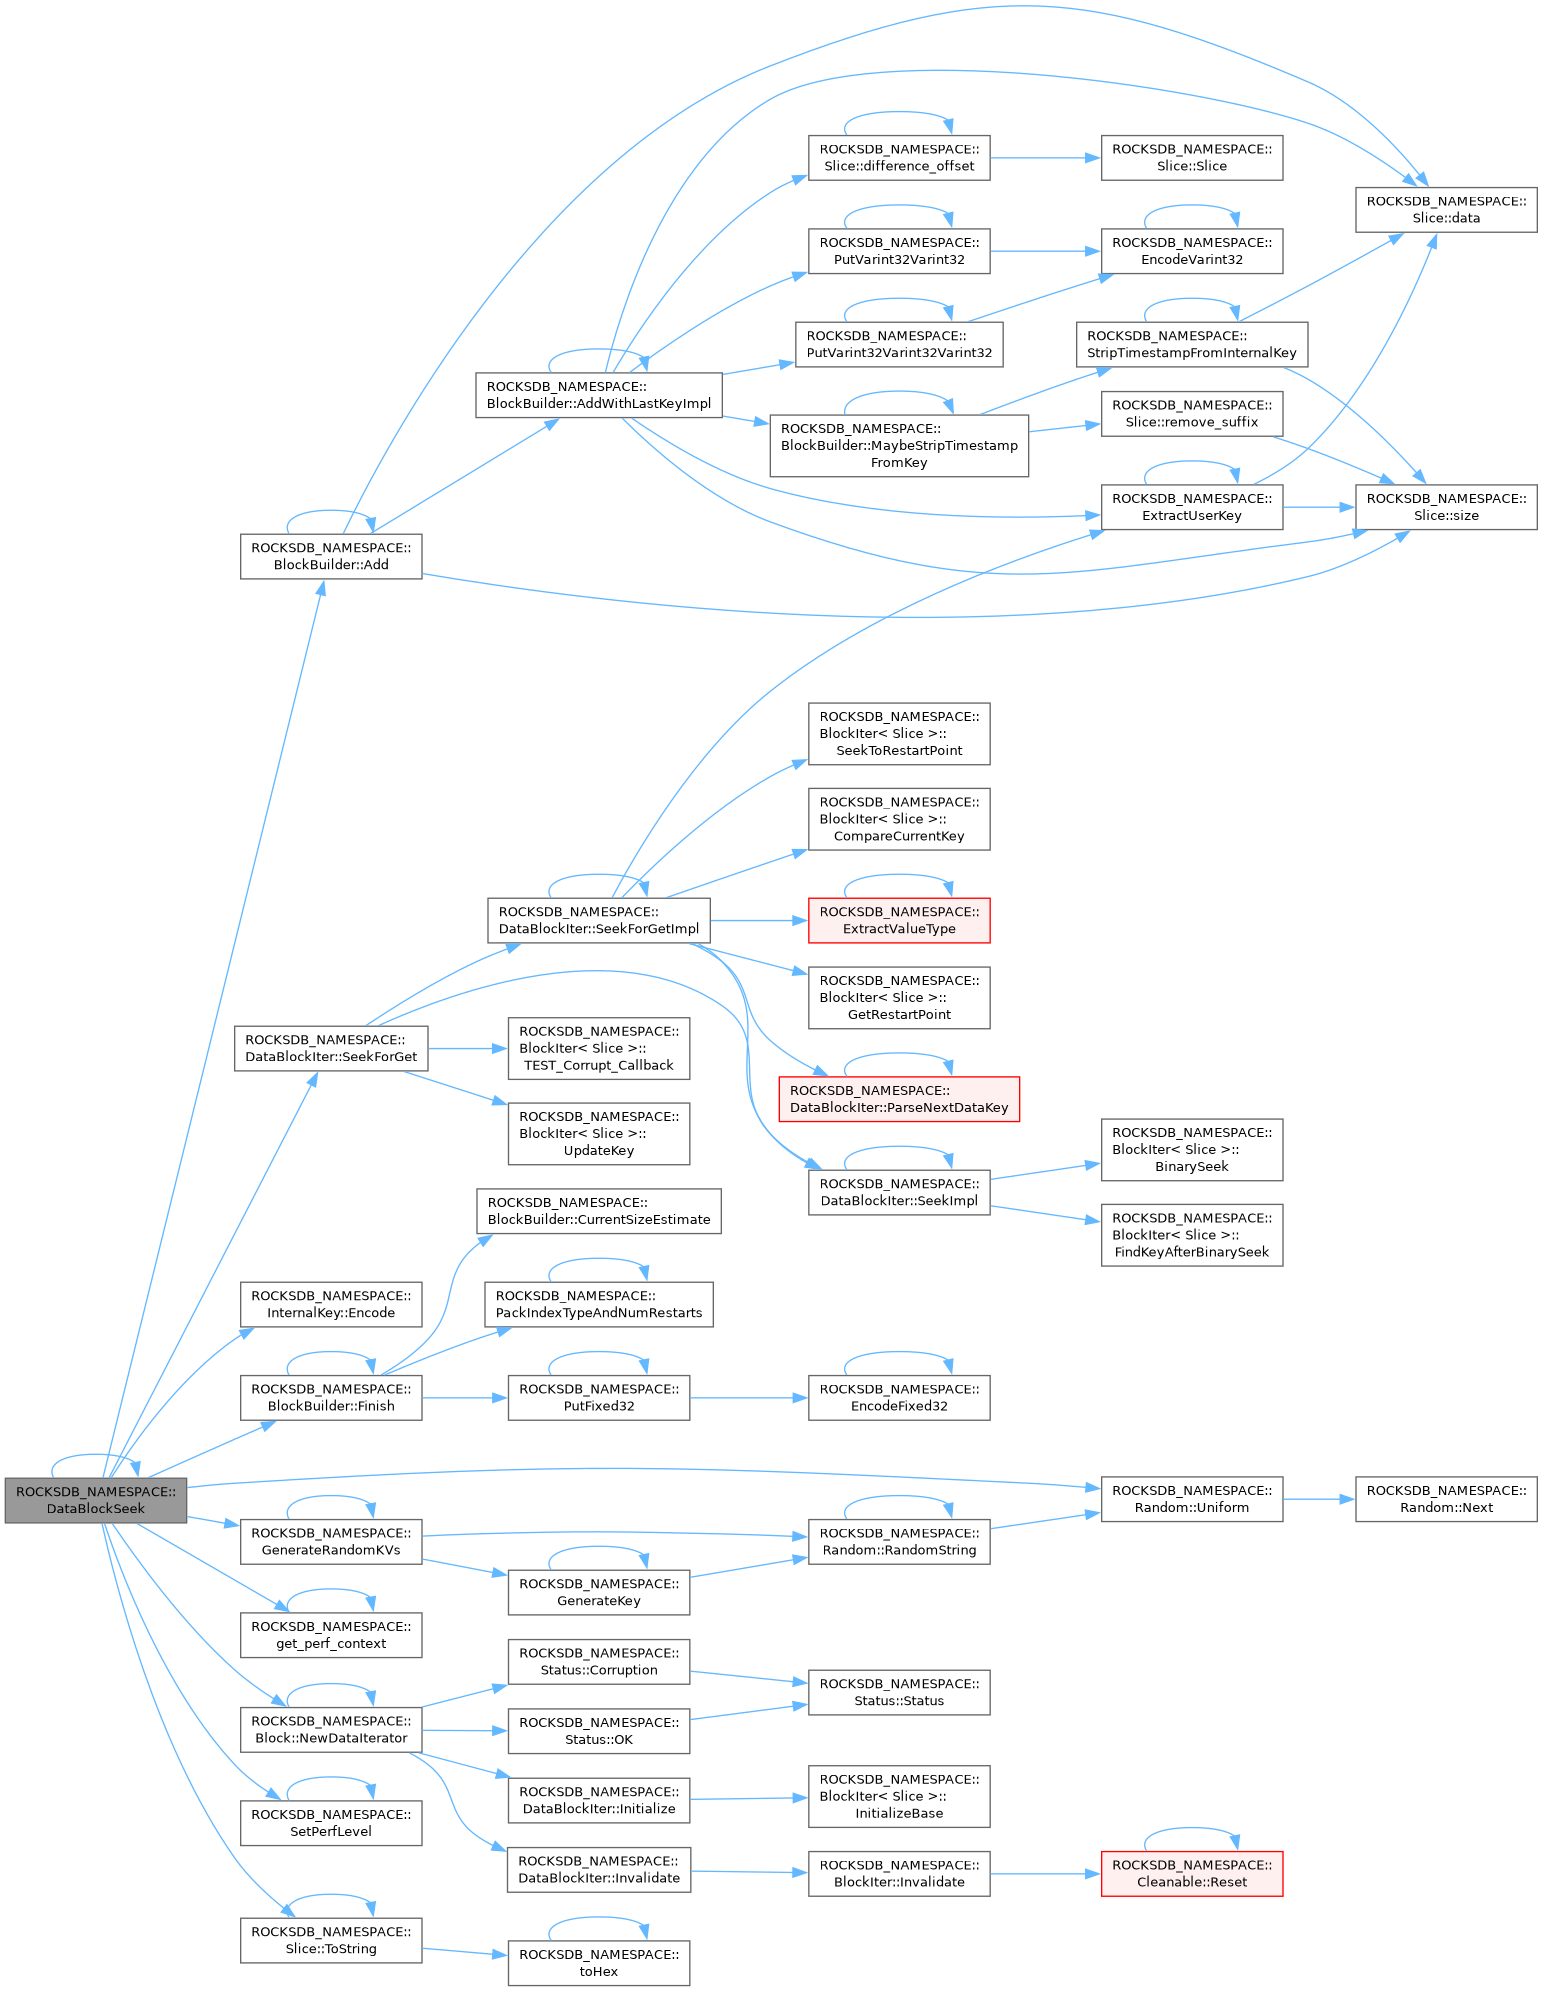 ROCKSDB_NAMESPACE::
DataBlockSeek
ROCKSDB_NAMESPACE::
BlockBuilder::Add
ROCKSDB_NAMESPACE::
BlockBuilder::AddWithLastKeyImpl
ROCKSDB_NAMESPACE::
Slice::difference_offset
ROCKSDB_NAMESPACE::
Slice::Slice
ROCKSDB_NAMESPACE::
Slice::data
ROCKSDB_NAMESPACE::
PutVarint32Varint32
ROCKSDB_NAMESPACE::
EncodeVarint32
ROCKSDB_NAMESPACE::
PutVarint32Varint32Varint32
ROCKSDB_NAMESPACE::
StripTimestampFromInternalKey
ROCKSDB_NAMESPACE::
BlockBuilder::MaybeStripTimestamp
FromKey
ROCKSDB_NAMESPACE::
Slice::remove_suffix
ROCKSDB_NAMESPACE::
ExtractUserKey
ROCKSDB_NAMESPACE::
Slice::size
ROCKSDB_NAMESPACE::
DataBlockIter::SeekForGet
ROCKSDB_NAMESPACE::
DataBlockIter::SeekForGetImpl
ROCKSDB_NAMESPACE::
BlockIter< Slice >::
SeekToRestartPoint
ROCKSDB_NAMESPACE::
BlockIter< Slice >::
CompareCurrentKey
ROCKSDB_NAMESPACE::
ExtractValueType
ROCKSDB_NAMESPACE::
BlockIter< Slice >::
GetRestartPoint
ROCKSDB_NAMESPACE::
BlockIter< Slice >::
TEST_Corrupt_Callback
ROCKSDB_NAMESPACE::
DataBlockIter::ParseNextDataKey
ROCKSDB_NAMESPACE::
BlockIter< Slice >::
UpdateKey
ROCKSDB_NAMESPACE::
DataBlockIter::SeekImpl
ROCKSDB_NAMESPACE::
BlockIter< Slice >::
BinarySeek
ROCKSDB_NAMESPACE::
BlockIter< Slice >::
FindKeyAfterBinarySeek
ROCKSDB_NAMESPACE::
InternalKey::Encode
ROCKSDB_NAMESPACE::
BlockBuilder::Finish
ROCKSDB_NAMESPACE::
BlockBuilder::CurrentSizeEstimate
ROCKSDB_NAMESPACE::
PackIndexTypeAndNumRestarts
ROCKSDB_NAMESPACE::
PutFixed32
ROCKSDB_NAMESPACE::
EncodeFixed32
ROCKSDB_NAMESPACE::
Random::Uniform
ROCKSDB_NAMESPACE::
Random::Next
ROCKSDB_NAMESPACE::
GenerateRandomKVs
ROCKSDB_NAMESPACE::
Random::RandomString
ROCKSDB_NAMESPACE::
GenerateKey
ROCKSDB_NAMESPACE::
get_perf_context
ROCKSDB_NAMESPACE::
Block::NewDataIterator
ROCKSDB_NAMESPACE::
Status::Corruption
ROCKSDB_NAMESPACE::
Status::Status
ROCKSDB_NAMESPACE::
Status::OK
ROCKSDB_NAMESPACE::
DataBlockIter::Initialize
ROCKSDB_NAMESPACE::
BlockIter< Slice >::
InitializeBase
ROCKSDB_NAMESPACE::
DataBlockIter::Invalidate
ROCKSDB_NAMESPACE::
BlockIter::Invalidate
ROCKSDB_NAMESPACE::
Cleanable::Reset
ROCKSDB_NAMESPACE::
SetPerfLevel
ROCKSDB_NAMESPACE::
Slice::ToString
ROCKSDB_NAMESPACE::
toHex